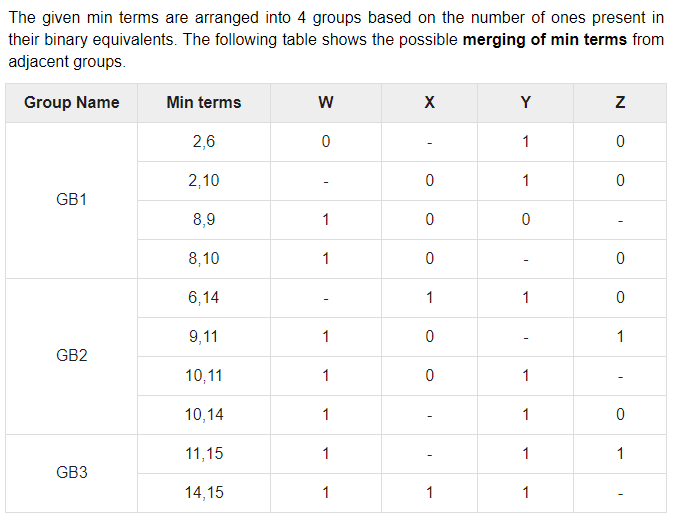 The given min terms are arranged into 4 groups based on the number of ones present in
their binary equivalents. The following table shows the possible merging of min terms from
adjacent groups.
Group Name Min terms W X Y Z
GB1
2,6 0 - 1 0
2,10 - 0 1 0
8,9 1 0 0 -
8,10 1 0 - 0
GB2
6,14 - 1 1 0
9,11 1 0 - 1
10,11 1 0 1 -
10,14 1 - 1 0
GB3
11,15 1 - 1 1
14,15 1 1 1 -